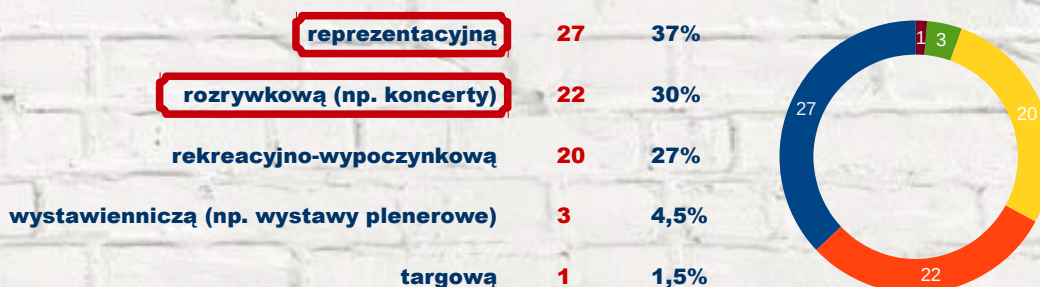 reprezentacyjną 27 37%
rozrywkową (np. koncerty) 22 30%
rekreacyjno-wypoczynkową 20 27%
wystawienniczą (np. wystawy plenerowe) 3 4,5%
targową 1 1,5%
1
3
20
27
22